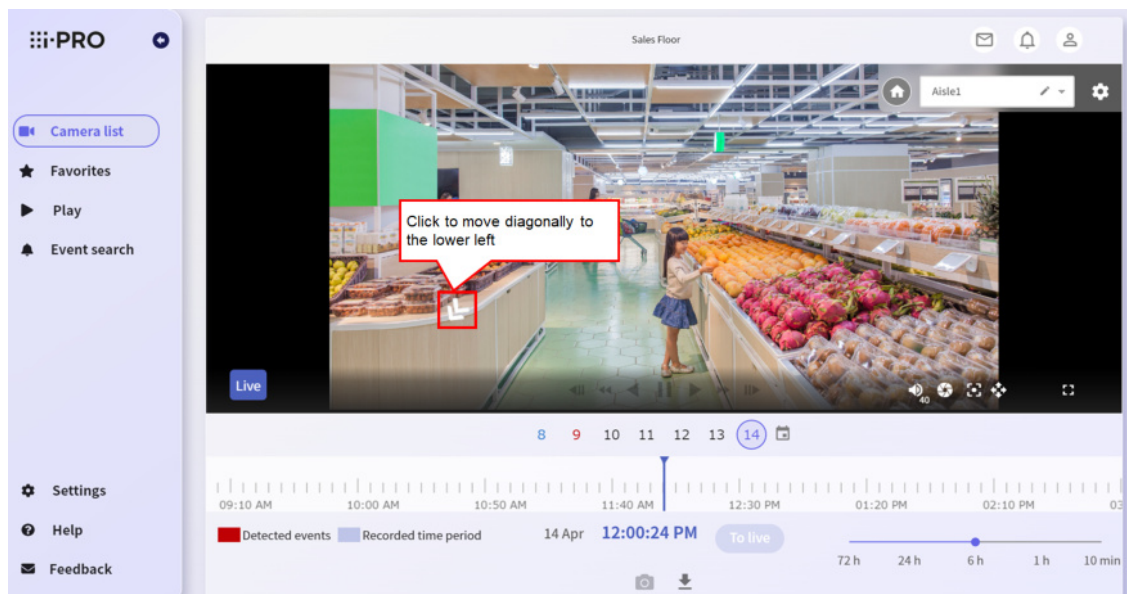 i-PRO
Sales Floor
Aisle1
Camera list
Favorites
Play
Event search
Click to move diagonally to
the lower left
Live
40
8 9 10 11 12 13 14
09:10 AM 10:00 AM 10:50 AM 11:40 AM 12:30 PM 01:20 PM 02:10 PM 03
Detected events Recorded time period 14 Apr 12:00:24 PM To live
72 h 24 h 6 h 1 h 10 min
Settings
Help
Feedback